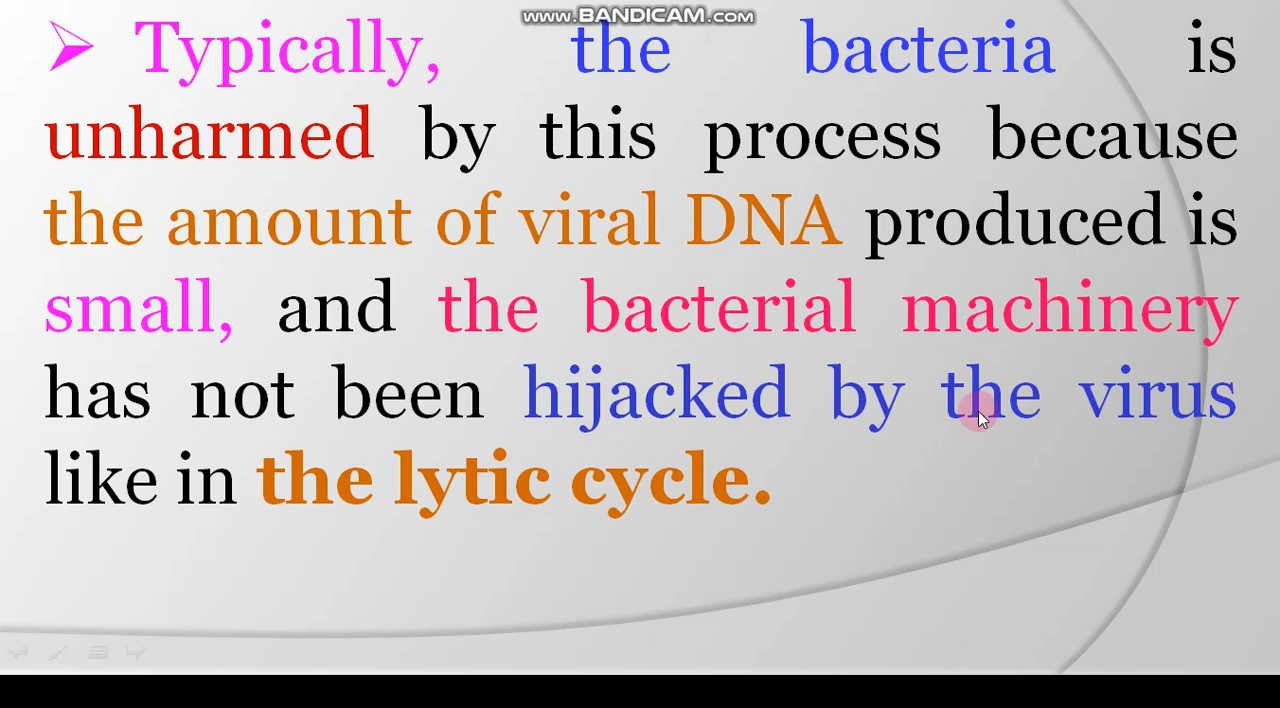 www.BANDICAM.com
➢ Typically, the bacteria is
unharmed by this process because
the amount of viral DNA produced is
small, and the bacterial machinery
has not been hijacked by the virus
like in the lytic cycle.